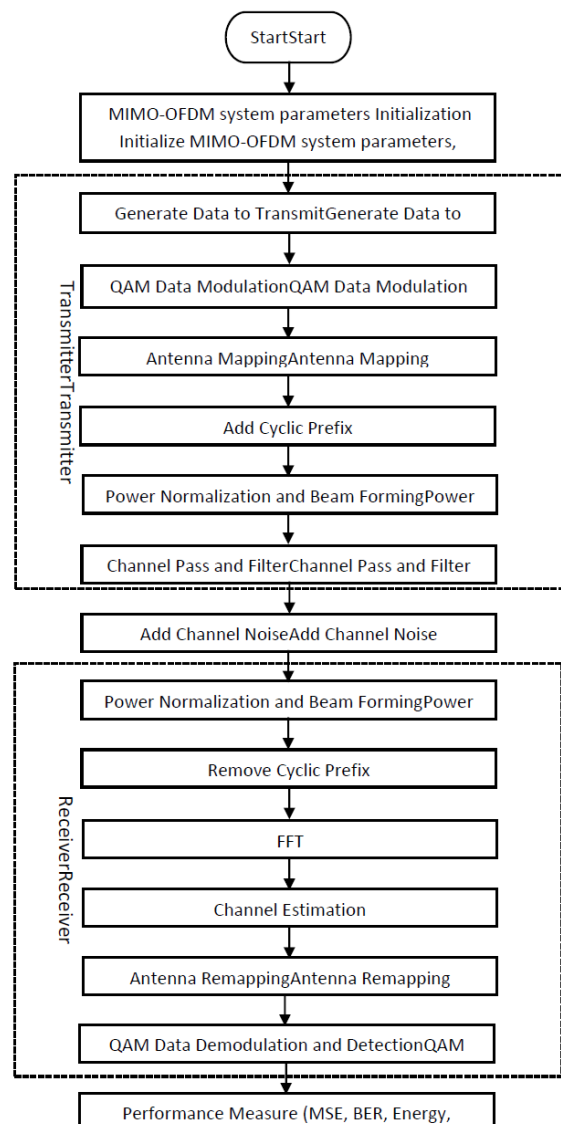 StartStart
MIMO-OFDM system parameters Initialization
Initialize MIMO-OFDM system parameters,
Generate Data to TransmitGenerate Data to
QAM Data ModulationQAM Data Modulation
Antenna MappingAntenna Mapping
Add Cyclic Prefix
Power Normalization and Beam FormingPower
Channel Pass and FilterChannel Pass and Filter
TransmitterTransmitter
Add Channel NoiseAdd Channel Noise
Power Normalization and Beam FormingPower
Remove Cyclic Prefix
FFT
Channel Estimation
Antenna RemappingAntenna Remapping
QAM Data Demodulation and DetectionQAM
ReceiverReceiver
Performance Measure (MSE, BER, Energy,